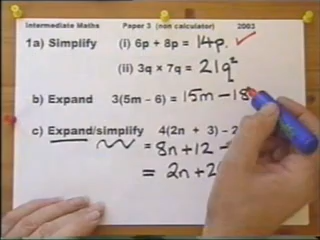 Intermediate Maths Paper 3 (non calculator) 2003
1a) Simplify (i) 6p + 8p = 14p.
(ii) 3q × 7q = 21q²
b) Expand 3(5m − 6) = 15m − 18
c) Expand/simplify 4(2n + 3) − 2
= 8n + 12 −
= 2n + 2